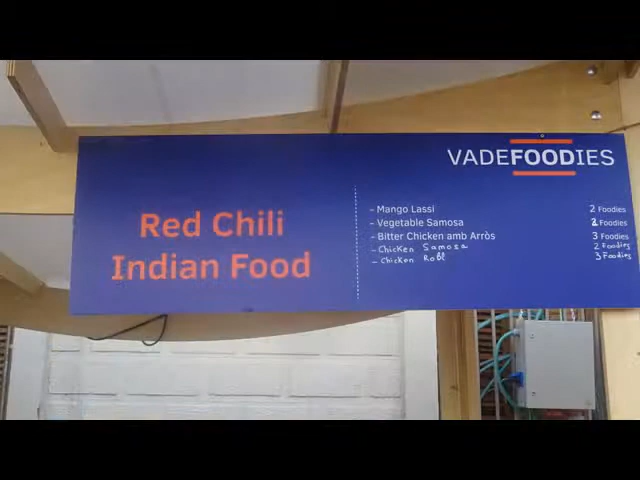 VADEFOODIES
Red Chili
Indian Food
- Mango Lassi 2 Foodies
- Vegetable Samosa 2 Foodies
- Bitter Chicken amb Arròs 3 Foodies
- Chicken Samosa 2 Foodies
- Chicken Roll 3 Foodies